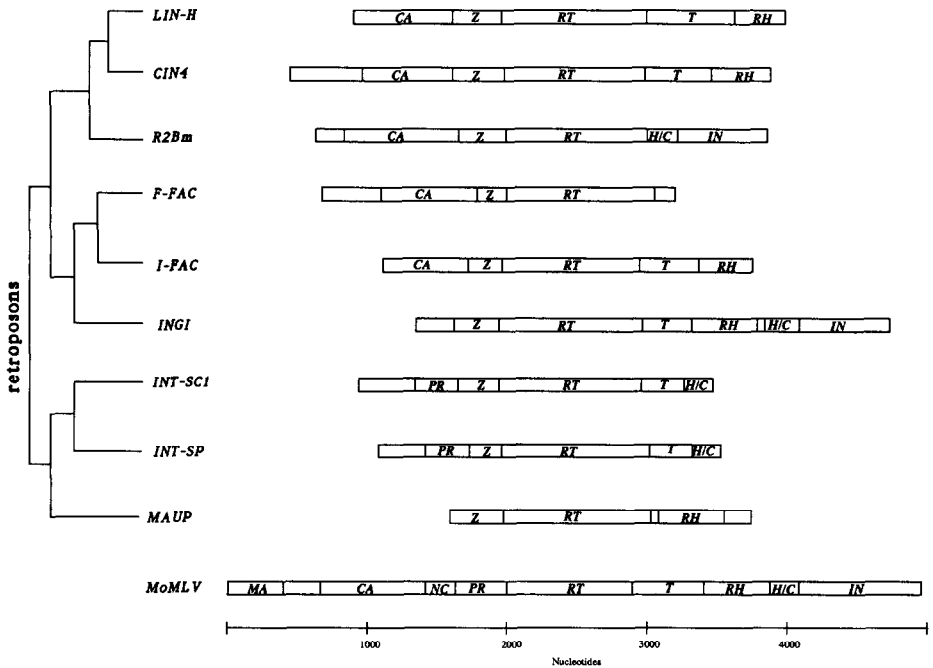 LIN-H CA Z RT T RH
CIN4 CA Z RT T RH
R2Bm CA Z RT H/C IN
F-FAC CA Z RT
I-FAC CA Z RT T RH
INGI Z RT T RH H/C IN
retroposons
INT-SC1 PR Z RT T H/C
INT-SP PR Z RT T H/C
MAUP Z RT RH
MoMLV MA CA NC PR RT T RH H/C IN
1000 2000 3000 4000
Nucleotides